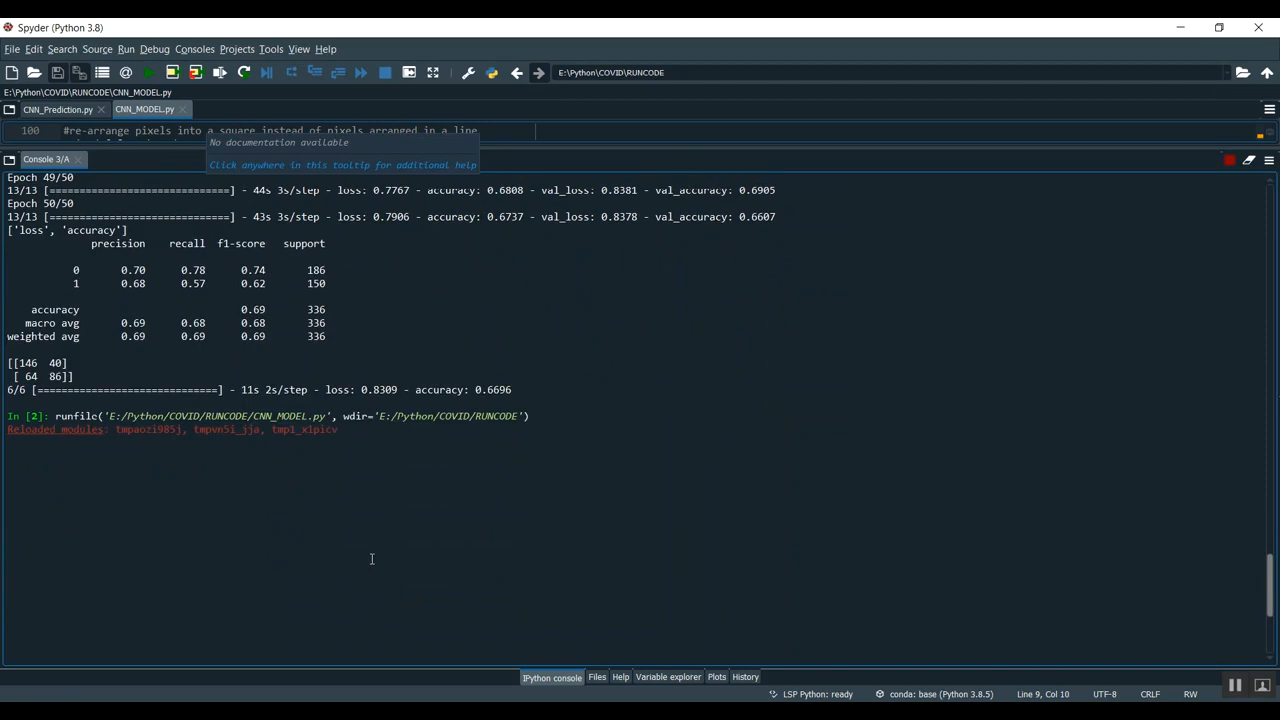 Spyder (Python 3.8)
File Edit Search Source Run Debug Consoles Projects Tools View Help
E:\Python\COVID\RUNCODE
E:\Python\COVID\RUNCODE\CNN_MODEL.py
CNN_Prediction.py CNN_MODEL.py
100 #re-arrange pixels into a square instead of pixels arranged in a line
No documentation available
Click anywhere in this tooltip for additional help
Console 3/A
Epoch 49/50
13/13 [==============================] - 44s 3s/step - loss: 0.7767 - accuracy: 0.6808 - val_loss: 0.8381 - val_accuracy: 0.6905
Epoch 50/50
13/13 [==============================] - 43s 3s/step - loss: 0.7906 - accuracy: 0.6737 - val_loss: 0.8378 - val_accuracy: 0.6607
['loss', 'accuracy']
precision recall f1-score support
0 0.70 0.78 0.74 186
1 0.68 0.57 0.62 150
accuracy 0.69 336
macro avg 0.69 0.68 0.68 336
weighted avg 0.69 0.69 0.69 336
[[146 40]
[ 64 86]]
6/6 [==============================] - 11s 2s/step - loss: 0.8309 - accuracy: 0.6696
In [2]: runfile('E:/Python/COVID/RUNCODE/CNN_MODEL.py', wdir='E:/Python/COVID/RUNCODE')
Reloaded modules: tmpaozi985j, tmpvn5i_jja, tmp1_x1picv
IPython console Files Help Variable explorer Plots History
LSP Python: ready conda: base (Python 3.8.5) Line 9, Col 10 UTF-8 CRLF RW